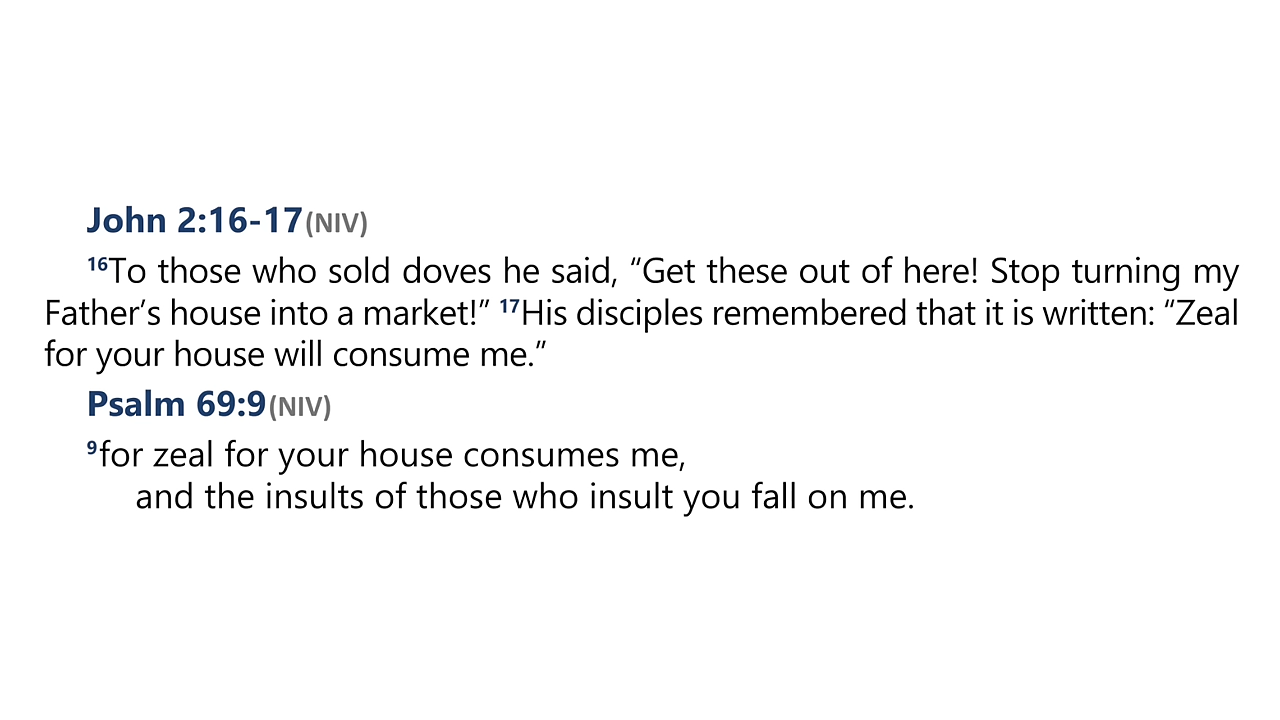 John 2:16-17(NIV)
16To those who sold doves he said, “Get these out of here! Stop turning my
Father’s house into a market!” 17His disciples remembered that it is written: “Zeal
for your house will consume me.”
Psalm 69:9(NIV)
9for zeal for your house consumes me,
and the insults of those who insult you fall on me.